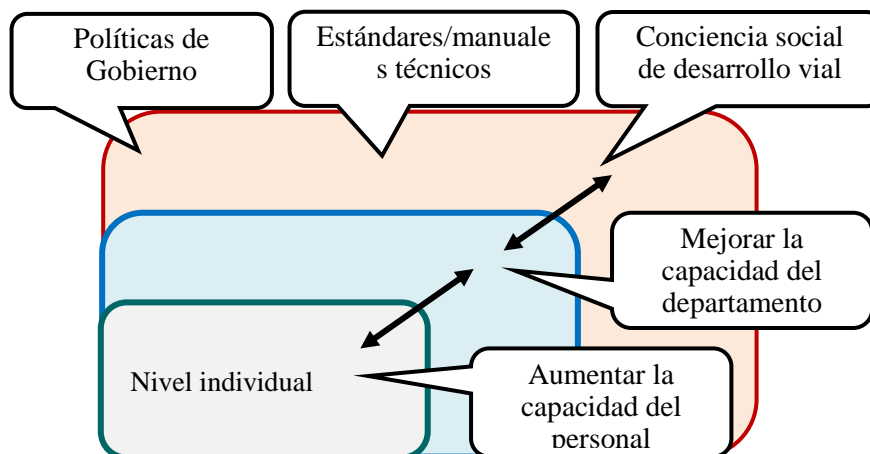 Políticas de
Gobierno
Estándares/manuale
s técnicos
Conciencia social
de desarrollo vial
Mejorar la
capacidad del
departamento
Nivel individual
Aumentar la
capacidad del
personal